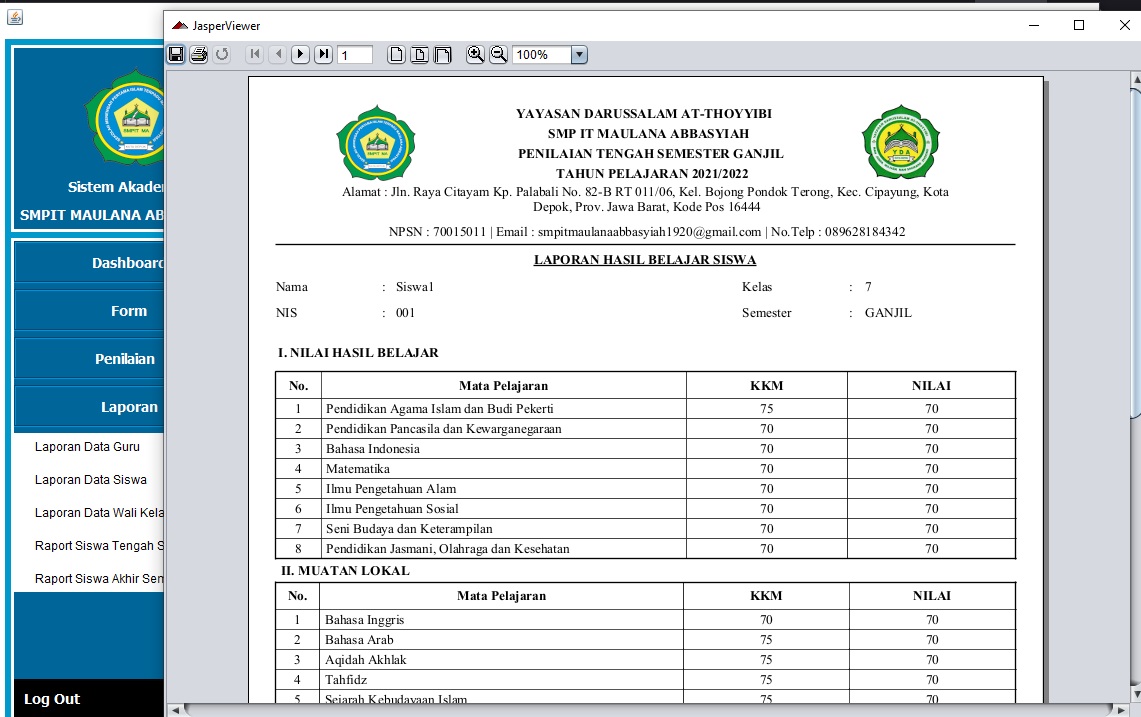 JasperViewer
1
100%
Sistem Akade
SMPIT MAULANA AB
Dashboard
Form
Penilaian
Laporan
Laporan Data Guru
Laporan Data Siswa
Laporan Data Wali Kela
Raport Siswa Tengah S
Raport Siswa Akhir Sem
Log Out
SMPIT MA
YDA
YAYASAN DARUSSALAM AT-THOYYIBI
SMP IT MAULANA ABBASYIAH
PENILAIAN TENGAH SEMESTER GANJIL
TAHUN PELAJARAN 2021/2022
Alamat : Jln. Raya Citayam Kp. Palabali No. 82-B RT 011/06, Kel. Bojong Pondok Terong, Kec. Cipayung, Kota
Depok, Prov. Jawa Barat, Kode Pos 16444
NPSN : 70015011 | Email : smpitmaulanaabbasyiah1920@gmail.com | No.Telp : 089628184342
LAPORAN HASIL BELAJAR SISWA
Nama : Siswa1 Kelas : 7
NIS : 001 Semester : GANJIL
I. NILAI HASIL BELAJAR
No. Mata Pelajaran KKM NILAI
1 Pendidikan Agama Islam dan Budi Pekerti 75 70
2 Pendidikan Pancasila dan Kewarganegaraan 70 70
3 Bahasa Indonesia 70 70
4 Matematika 70 70
5 Ilmu Pengetahuan Alam 70 70
6 Ilmu Pengetahuan Sosial 70 70
7 Seni Budaya dan Keterampilan 70 70
8 Pendidikan Jasmani, Olahraga dan Kesehatan 70 70
II. MUATAN LOKAL
No. Mata Pelajaran KKM NILAI
1 Bahasa Inggris 70 70
2 Bahasa Arab 75 70
3 Aqidah Akhlak 75 70
4 Tahfidz 75 70
5 Sejarah Kebudayaan Islam 75 70